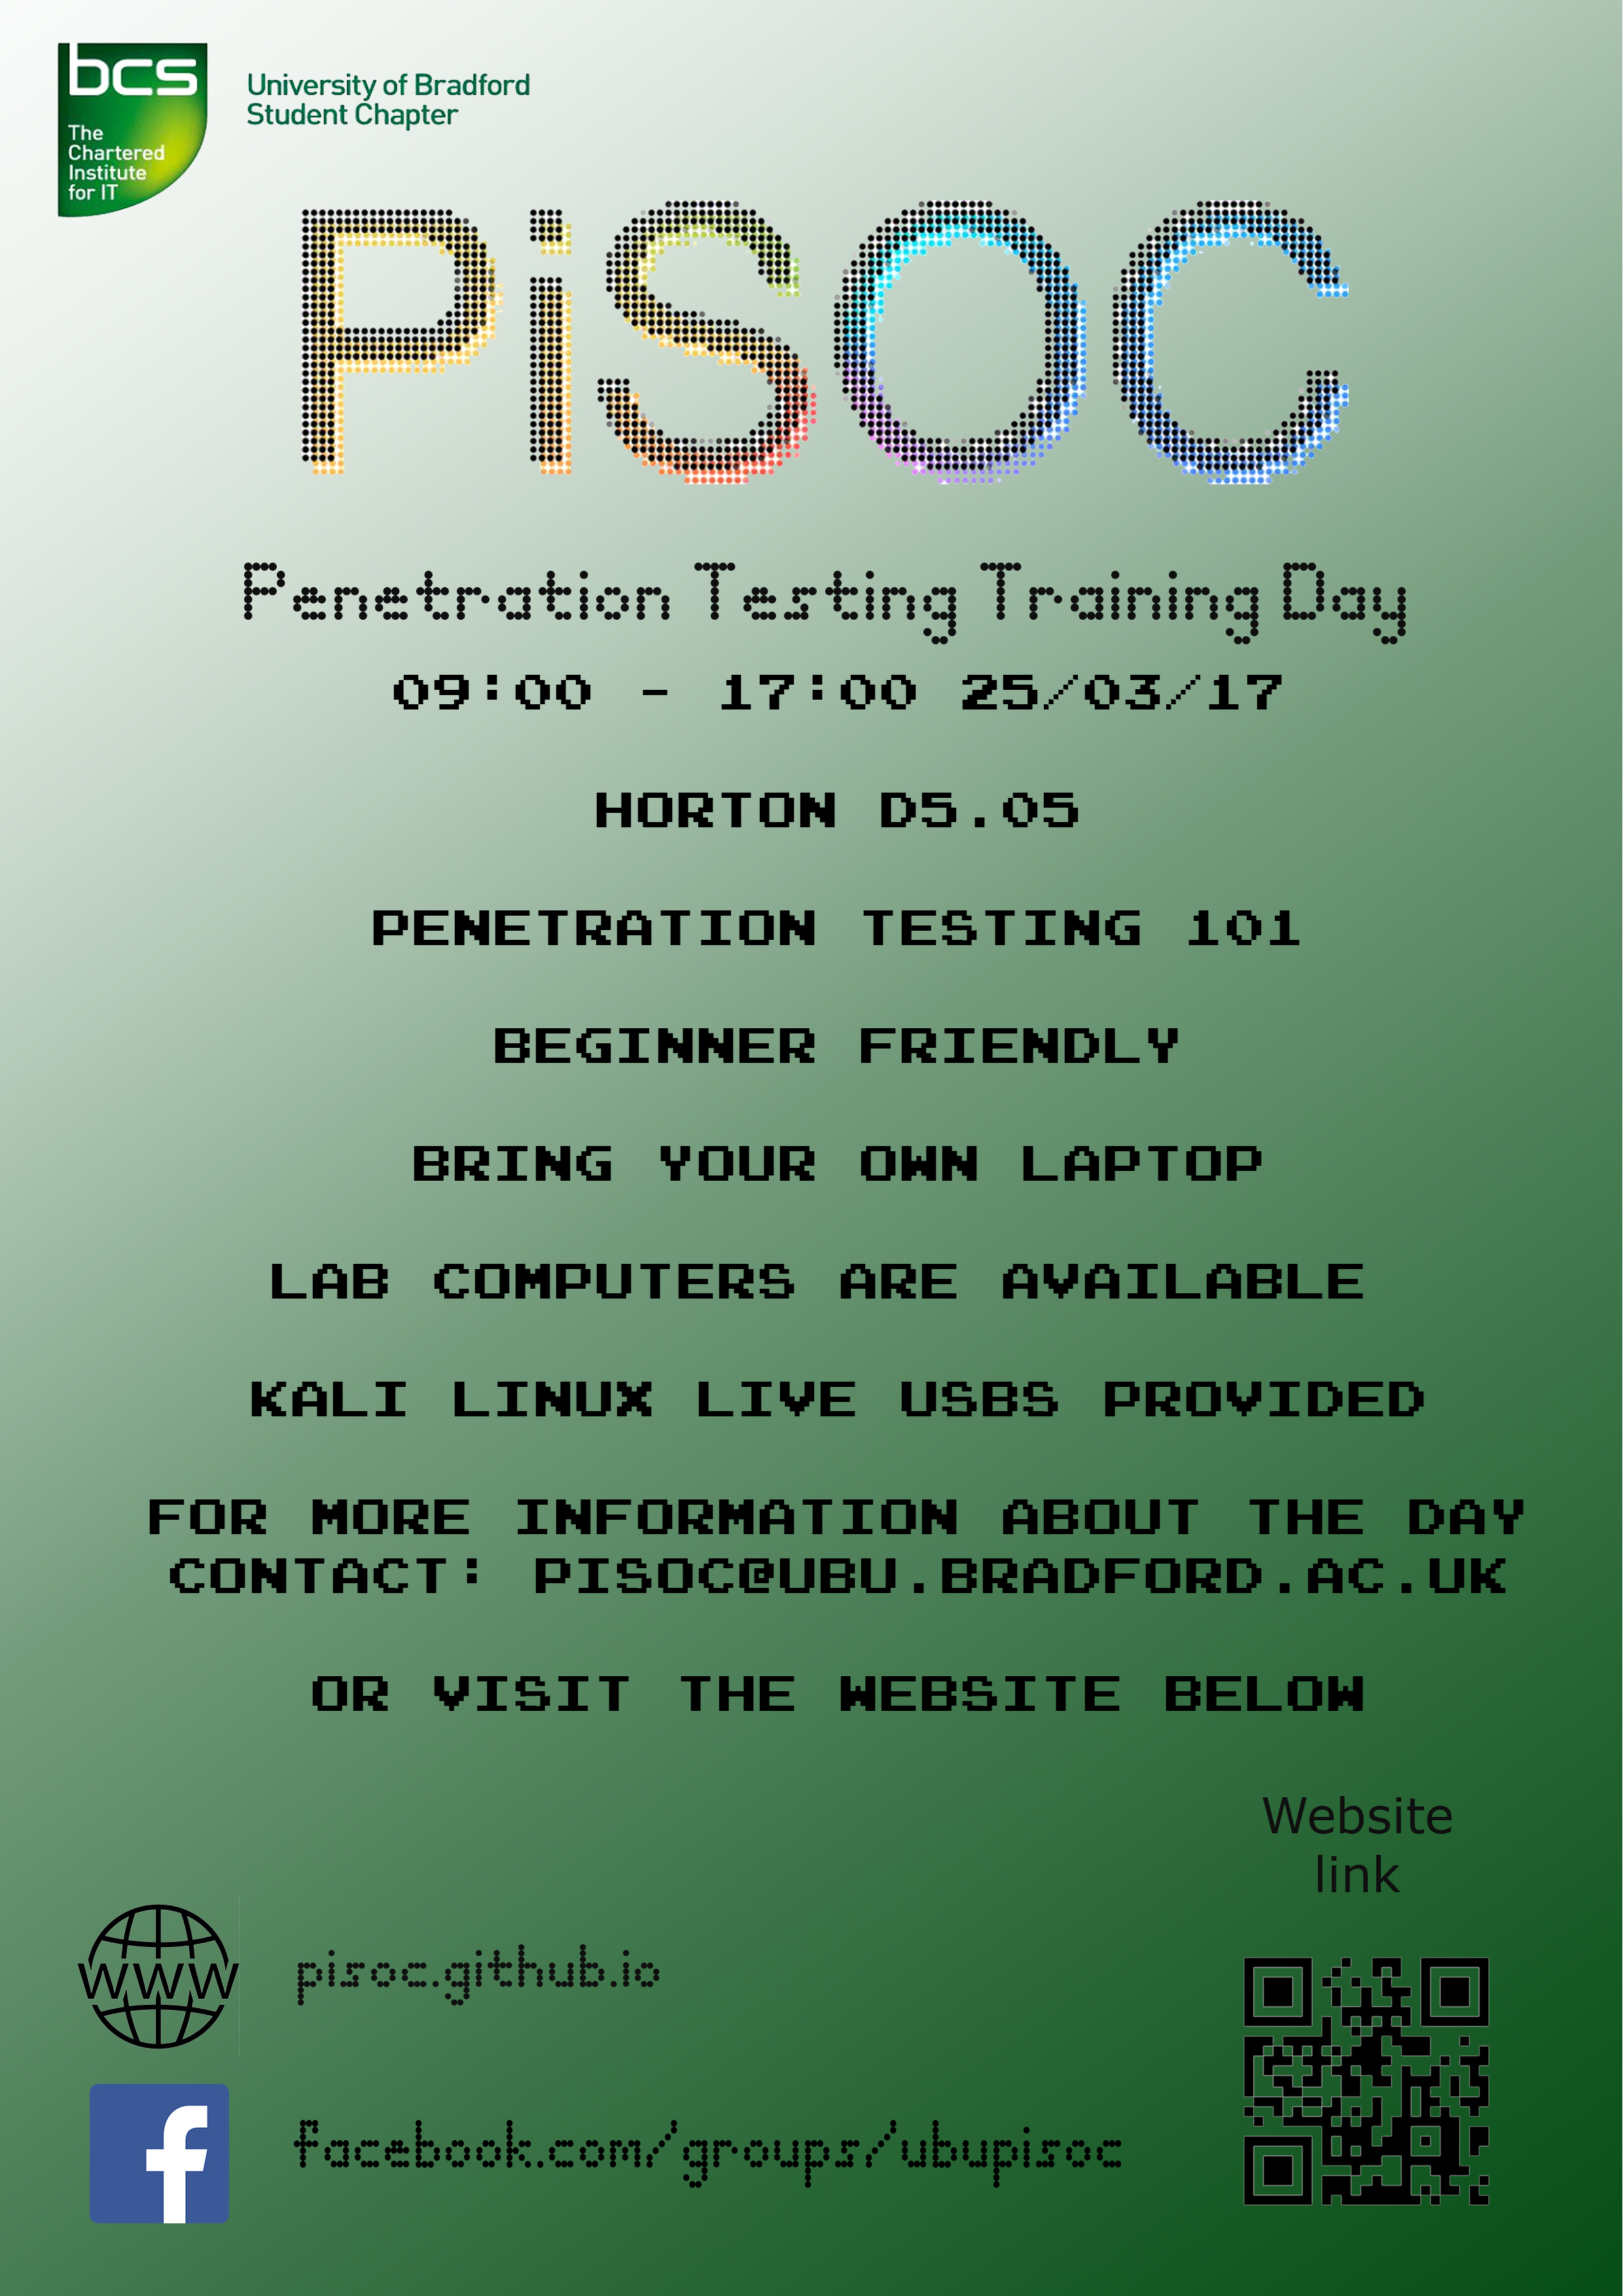 bcs
The
Chartered
Institute
for IT
University of Bradford
Student Chapter
PiSOC
Penetration Testing Training Day
09:00 - 17:00 25/03/17
HORTON D5.05
PENETRATION TESTING 101
BEGINNER FRIENDLY
BRING YOUR OWN LAPTOP
LAB COMPUTERS ARE AVAILABLE
KALI LINUX LIVE USBS PROVIDED
FOR MORE INFORMATION ABOUT THE DAY
CONTACT: PISOC@UBU.BRADFORD.AC.UK
OR VISIT THE WEBSITE BELOW
Website
link
WWW
pisoc.github.io
f
facebook.com/groups/ubupisoc